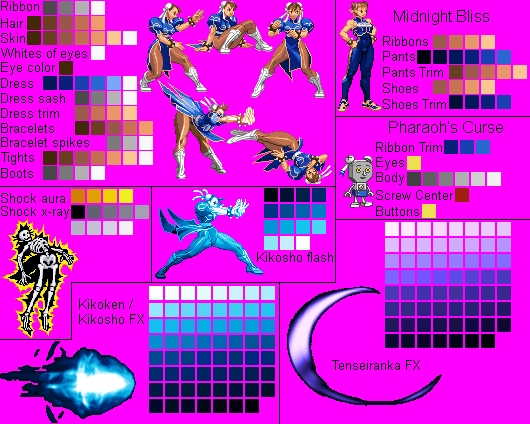 Ribbon
Hair
Skin
Whites of eyes
Eye color
Dress
Dress sash
Dress trim
Bracelets
Bracelet spikes
Tights
Boots
Midnight Bliss
Ribbons
Pants
Pants Trim
Shoes
Shoes Trim
Pharaoh's Curse
Ribbon Trim
Eyes
Body
Screw Center
Buttons
Shock aura
Shock x-ray
Kikosho flash
Kikoken /
Kikosho FX
Tenseiranka FX